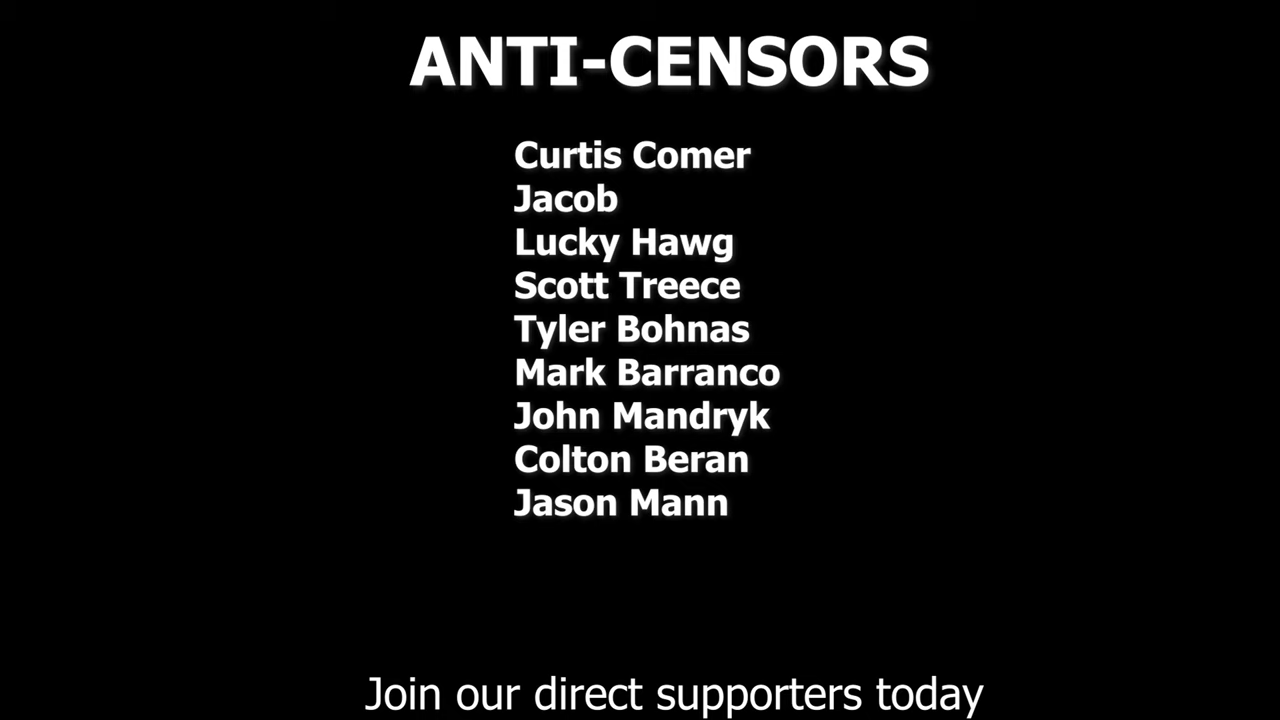 ANTI-CENSORS
Curtis Comer
Jacob
Lucky Hawg
Scott Treece
Tyler Bohnas
Mark Barranco
John Mandryk
Colton Beran
Jason Mann
Join our direct supporters today